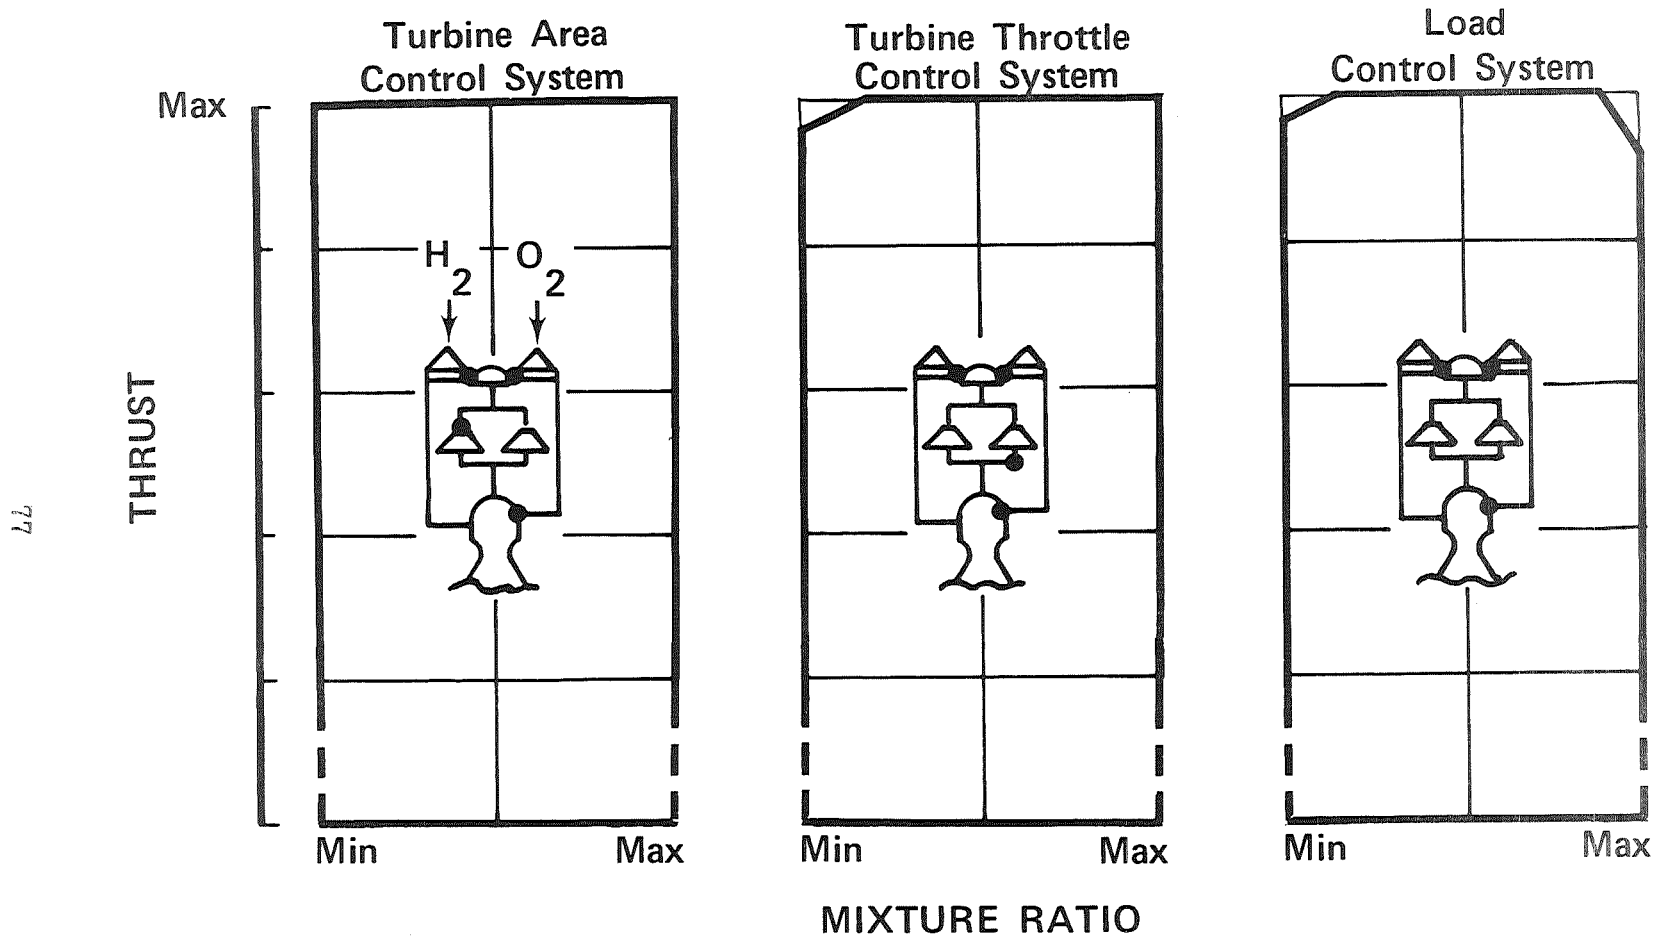 Turbine Area
Control System
Turbine Throttle
Control System
Load
Control System
Max
H2 O2
THRUST
77
Min Max
Min Max
Min Max
MIXTURE RATIO